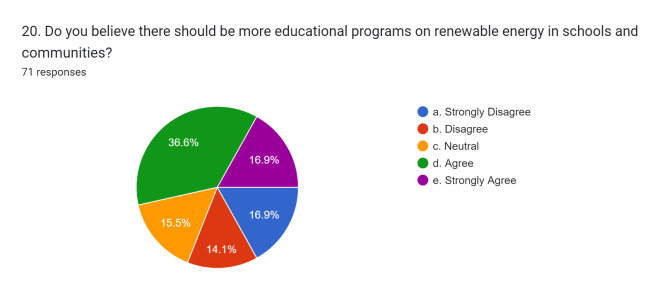 20. Do you believe there should be more educational programs on renewable energy in schools and
communities?
71 responses
36.6%
16.9%
16.9%
15.5%
14.1%
a. Strongly Disagree
b. Disagree
c. Neutral
d. Agree
e. Strongly Agree